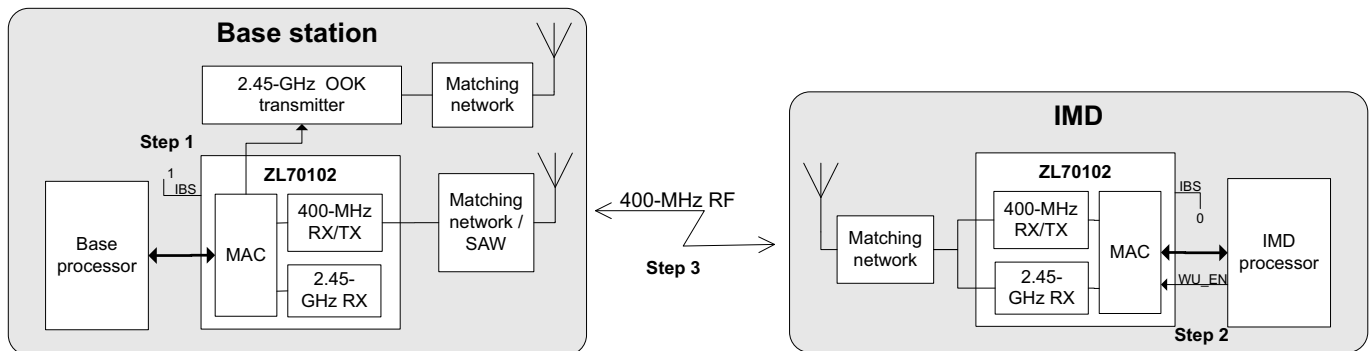 Base station
2.45-GHz OOK
transmitter
Matching
network
Step 1
1
IBS
ZL70102
Base
processor
MAC
400-MHz
RX/TX
2.45-
GHz RX
Matching
network /
SAW
400-MHz RF
Step 3
IMD
ZL70102
Matching
network
400-MHz
RX/TX
2.45-
GHz RX
MAC
IBS
0
IMD
processor
WU_EN
Step 2